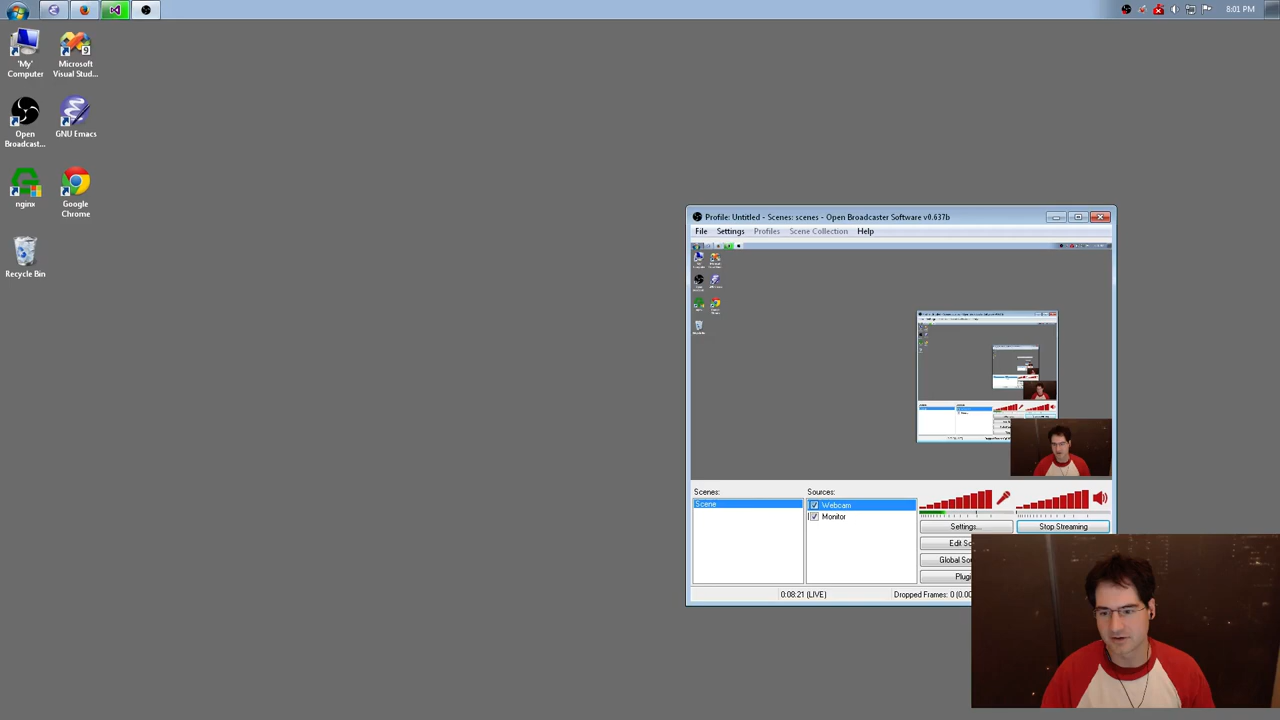 8:01 PM
'My' Computer
Microsoft Visual Stud...
Open Broadcast...
GNU Emacs
nginx
Google Chrome
Recycle Bin
Profile: Untitled - Scenes: scenes - Open Broadcaster Software v0.637b
File Settings Profiles Scene Collection Help
Scenes:
Sources:
Scene
Webcam
Monitor
Settings...
Stop Streaming
Edit Sc
Global Sou
Plugi
0:08:21 (LIVE)
Dropped Frames: 0 (0.00